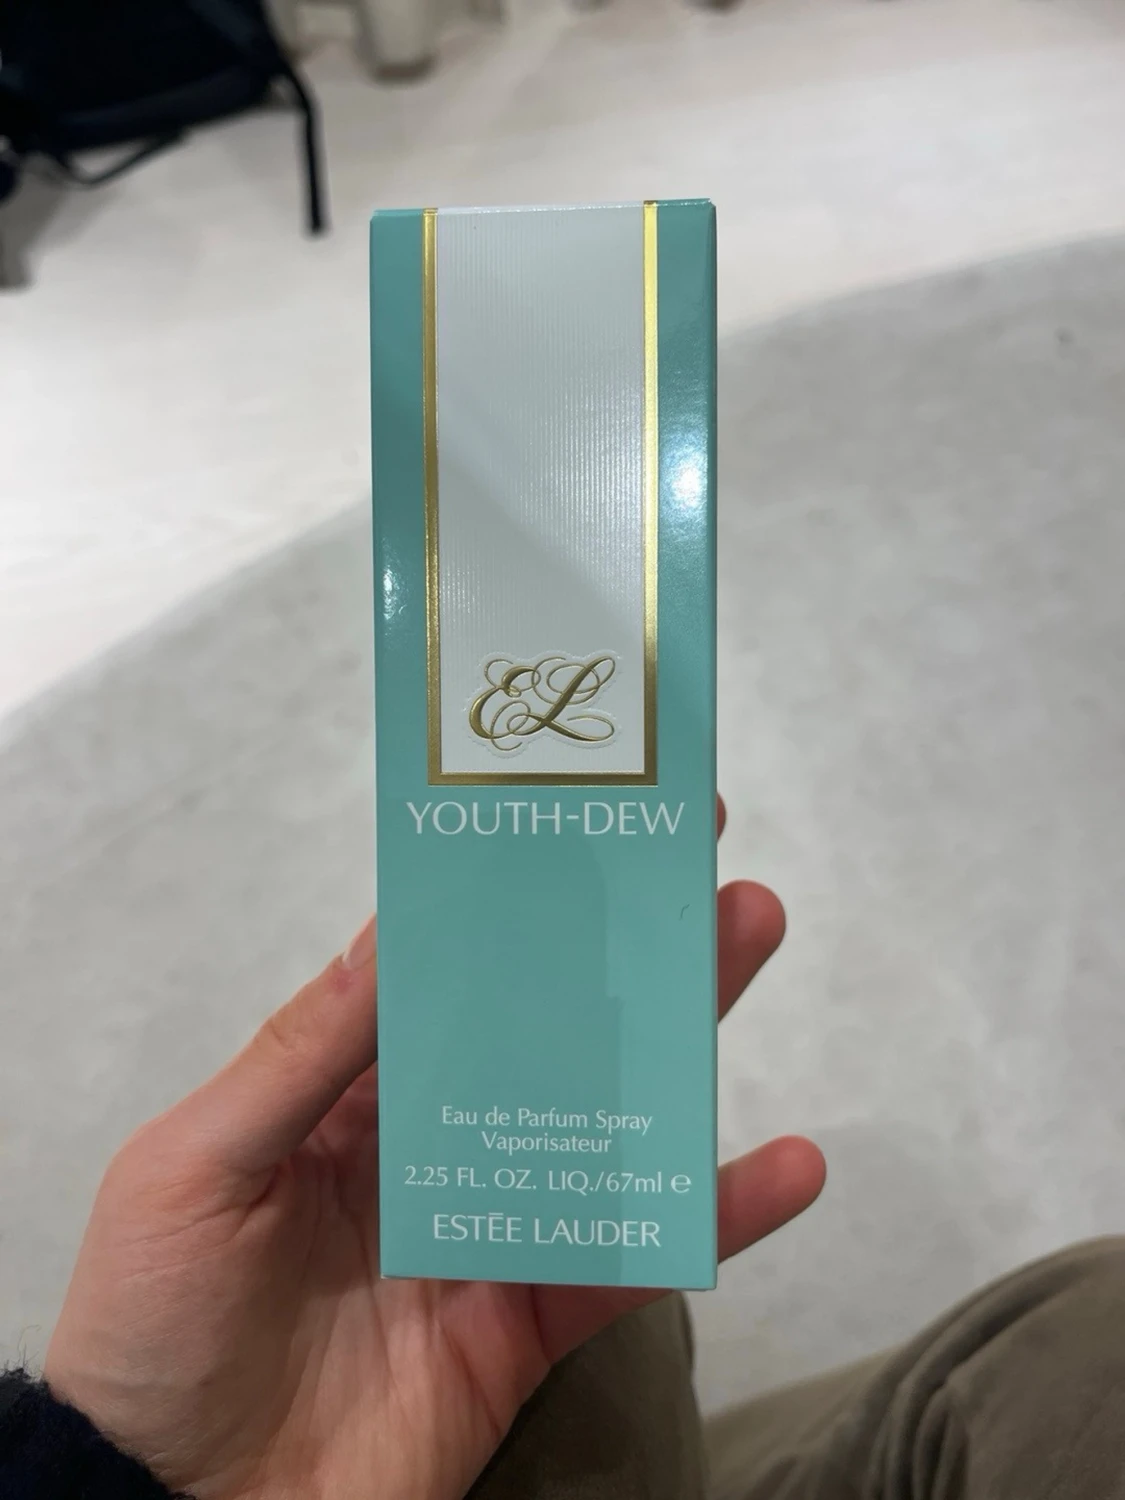 EL
YOUTH-DEW
Eau de Parfum Spray
Vaporisateur
2.25 FL. OZ. LIQ./67ml ℮
ESTĒE LAUDER